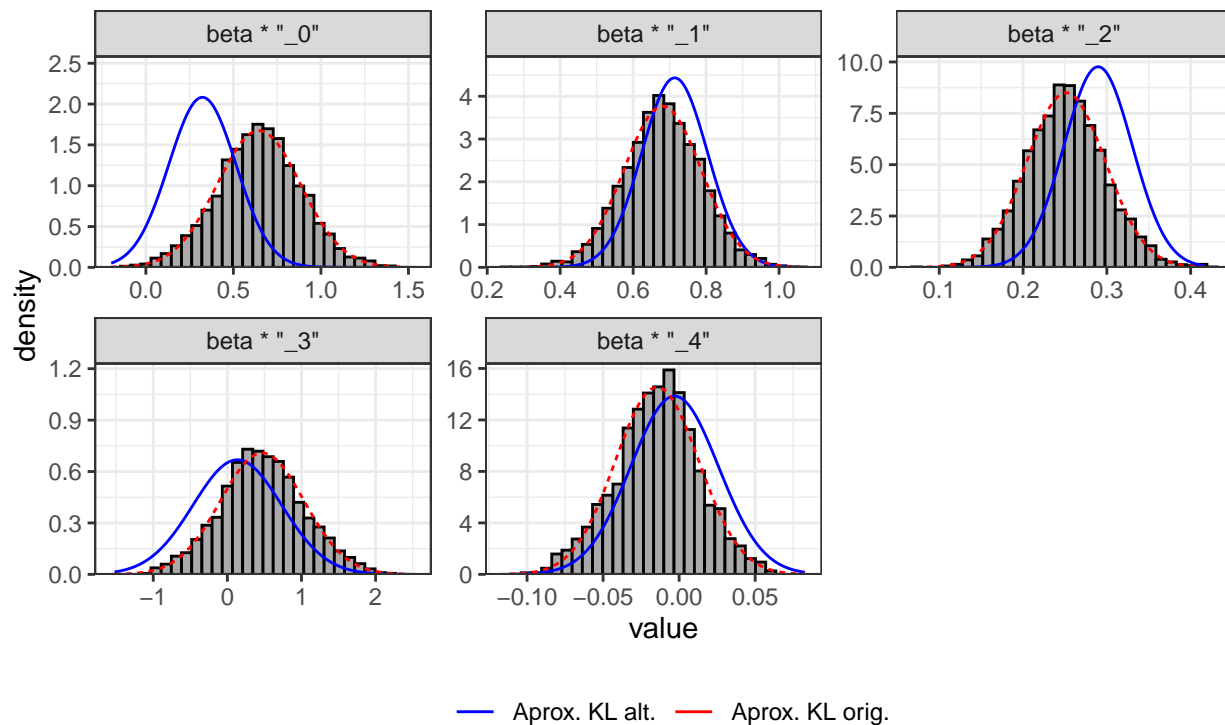 beta * "_0"
beta * "_1"
beta * "_2"
2.5
2.0
1.5
1.0
0.5
0.0
0.0 0.5 1.0 1.5
4
3
2
1
0
0.2 0.4 0.6 0.8 1.0
10.0
7.5
5.0
2.5
0.0
0.1 0.2 0.3 0.4
density
beta * "_3"
beta * "_4"
1.2
0.9
0.6
0.3
0.0
−1 0 1 2
16
12
8
4
0
−0.10 −0.05 0.00 0.05
value
Aprox. KL alt. Aprox. KL orig.